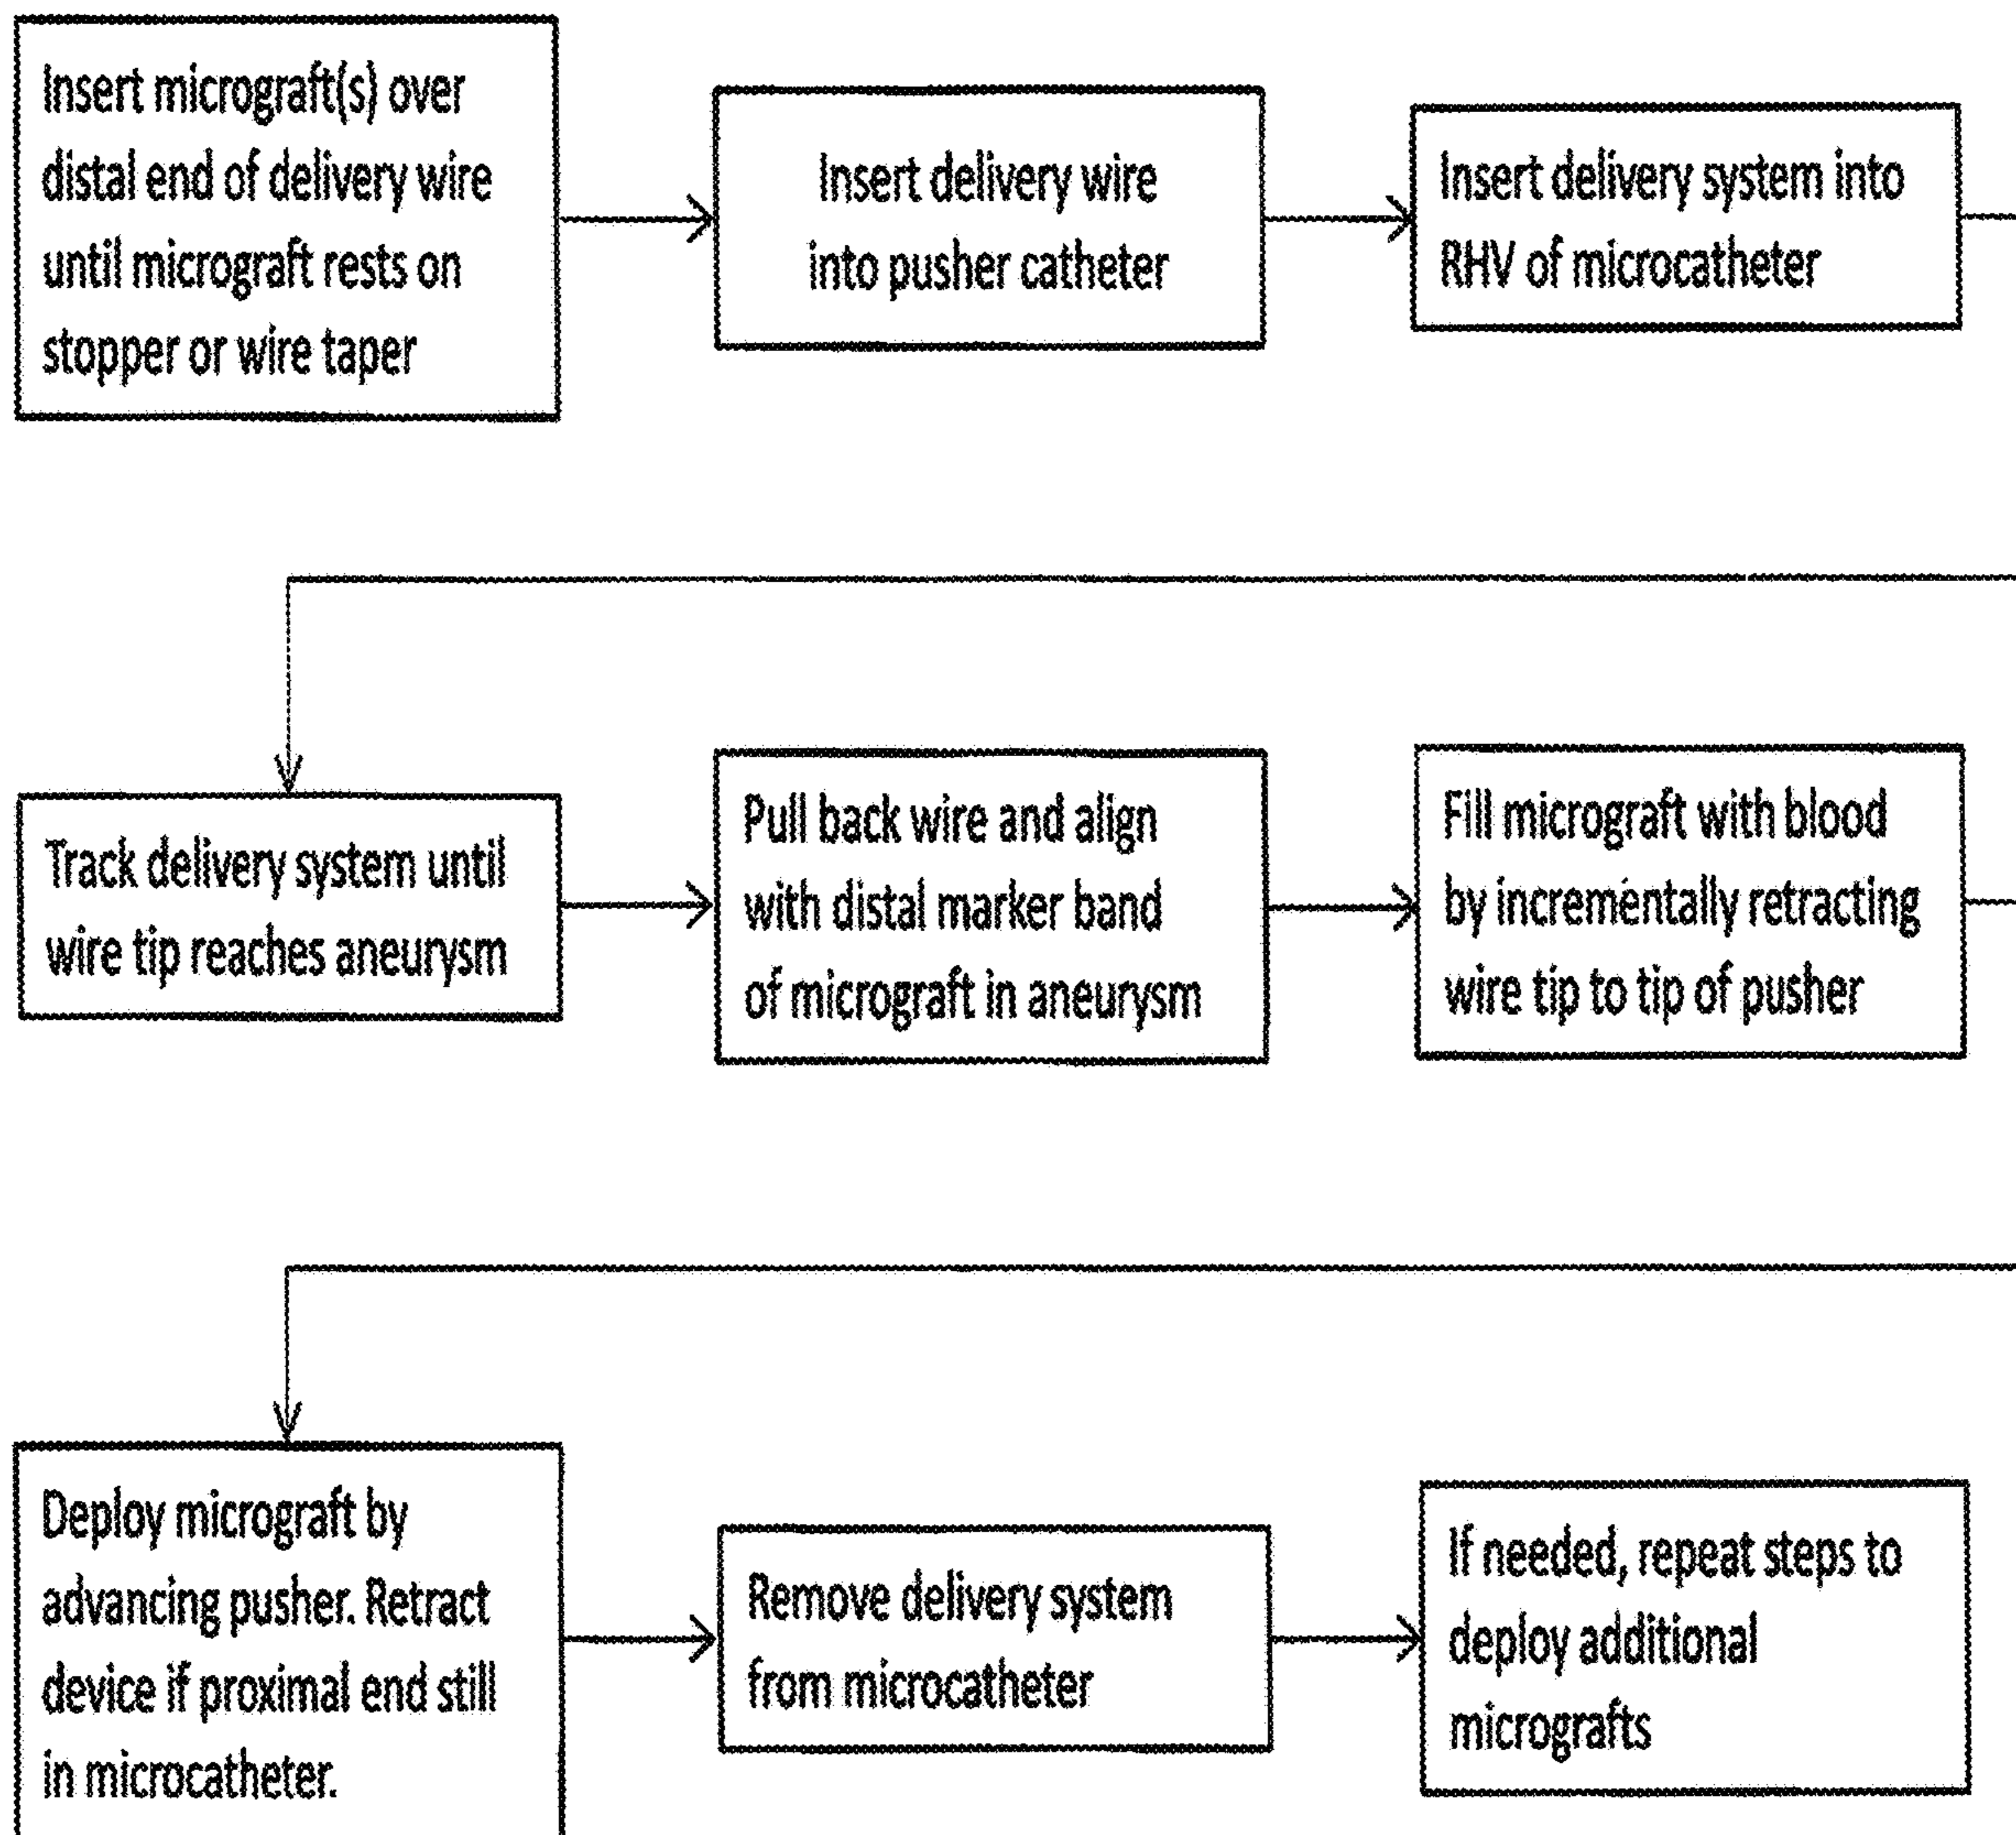 Insert micrograft(s) over
distal end of delivery wire
until micrograft rests on
stopper or wire taper
Insert delivery wire
into pusher catheter
Insert delivery system into
RHV of microcatheter
Track delivery system until
wire tip reaches aneurysm
Pull back wire and align
with distal marker band
of micrograft in aneurysm
Fill micrograft with blood
by incrementally retracting
wire tip to tip of pusher
Deploy micrograft by
advancing pusher. Retract
device if proximal end still
in microcatheter.
Remove delivery system
from microcatheter
If needed, repeat steps to
deploy additional
micrografts